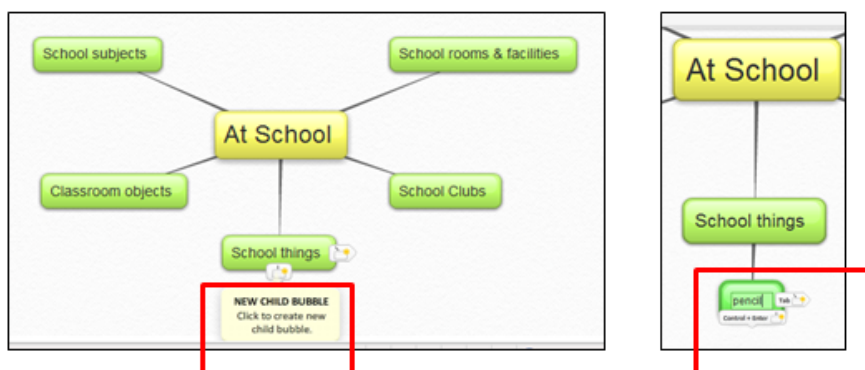 School subjects
School rooms & facilities
At School
Classroom objects
School Clubs
School things
NEW CHILD BUBBLE
Click to create new
child bubble.
At School
School things
pencil
Tab
Control + Enter